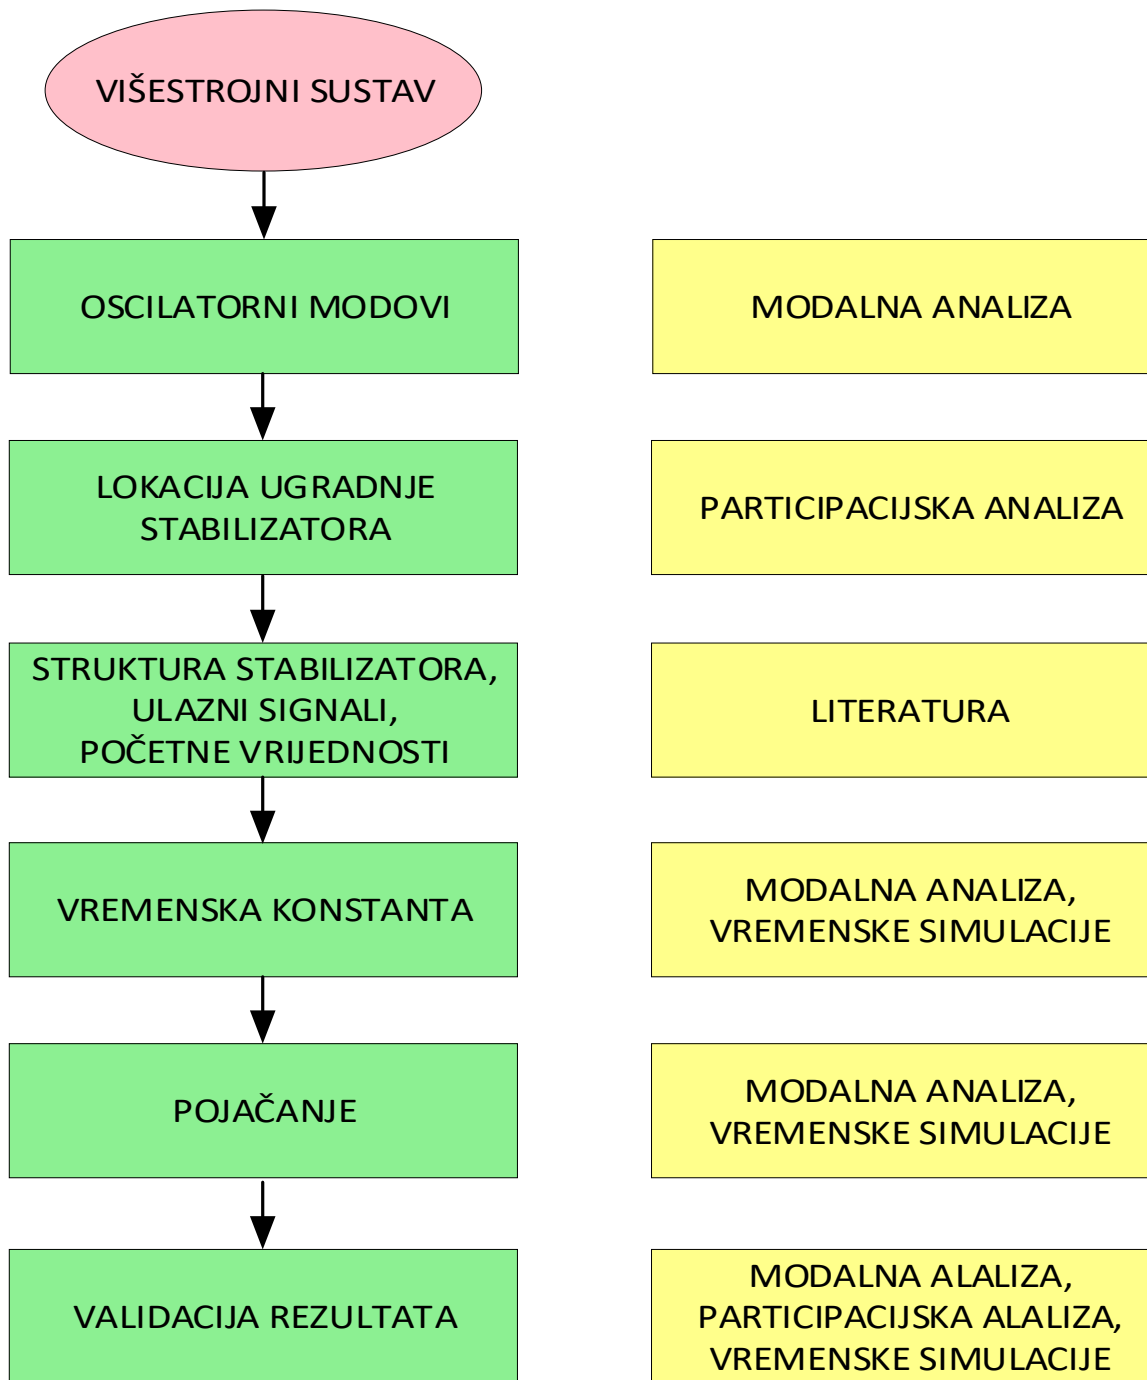 VIŠESTROJNI SUSTAV
OSCILATORNI MODOVI
MODALNA ANALIZA
LOKACIJA UGRADNJE
STABILIZATORA
PARTICIPACIJSKA ANALIZA
STRUKTURA STABILIZATORA,
ULAZNI SIGNALI,
POČETNE VRIJEDNOSTI
LITERATURA
VREMENSKA KONSTANTA
MODALNA ANALIZA,
VREMENSKE SIMULACIJE
POJAČANJE
MODALNA ANALIZA,
VREMENSKE SIMULACIJE
VALIDACIJA REZULTATA
MODALNA ALALIZA,
PARTICIPACIJSKA ALALIZA,
VREMENSKE SIMULACIJE